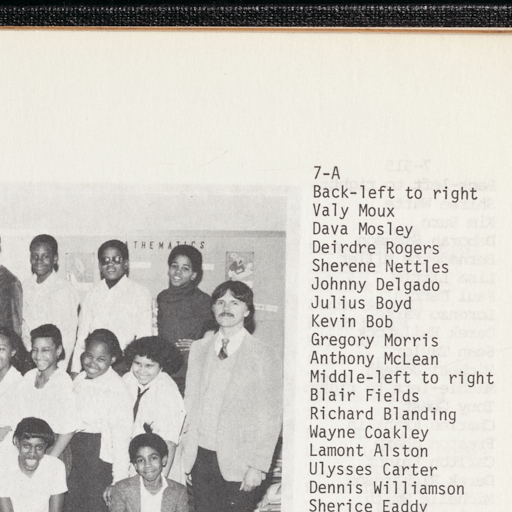 7-A
Back-left to right
Valy Moux
Dava Mosley
Deirdre Rogers
Sherene Nettles
Johnny Delgado
Julius Boyd
Kevin Bob
Gregory Morris
Anthony McLean
Middle-left to right
Blair Fields
Richard Blanding
Wayne Coakley
Lamont Alston
Ulysses Carter
Dennis Williamson
Sherice Eaddy
ATHEMATICS